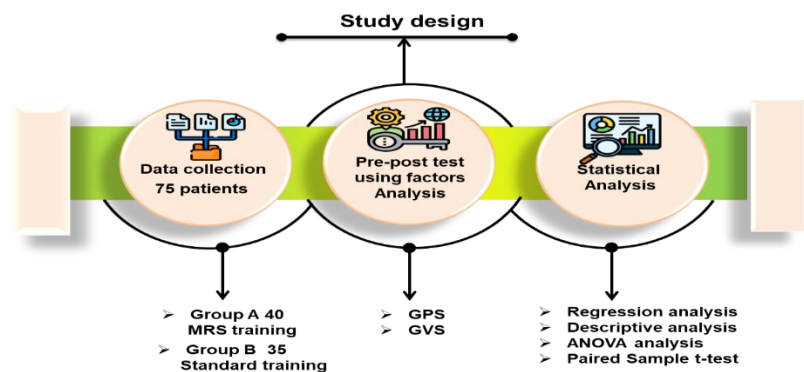 Study design
Data collection
75 patients
Pre-post test
using factors
Analysis
Statistical
Analysis
➢ Group A 40
MRS training
➢ Group B 35
Standard training
➢ GPS
➢ GVS
➢ Regression analysis
➢ Descriptive analysis
➢ ANOVA analysis
➢ Paired Sample t-test